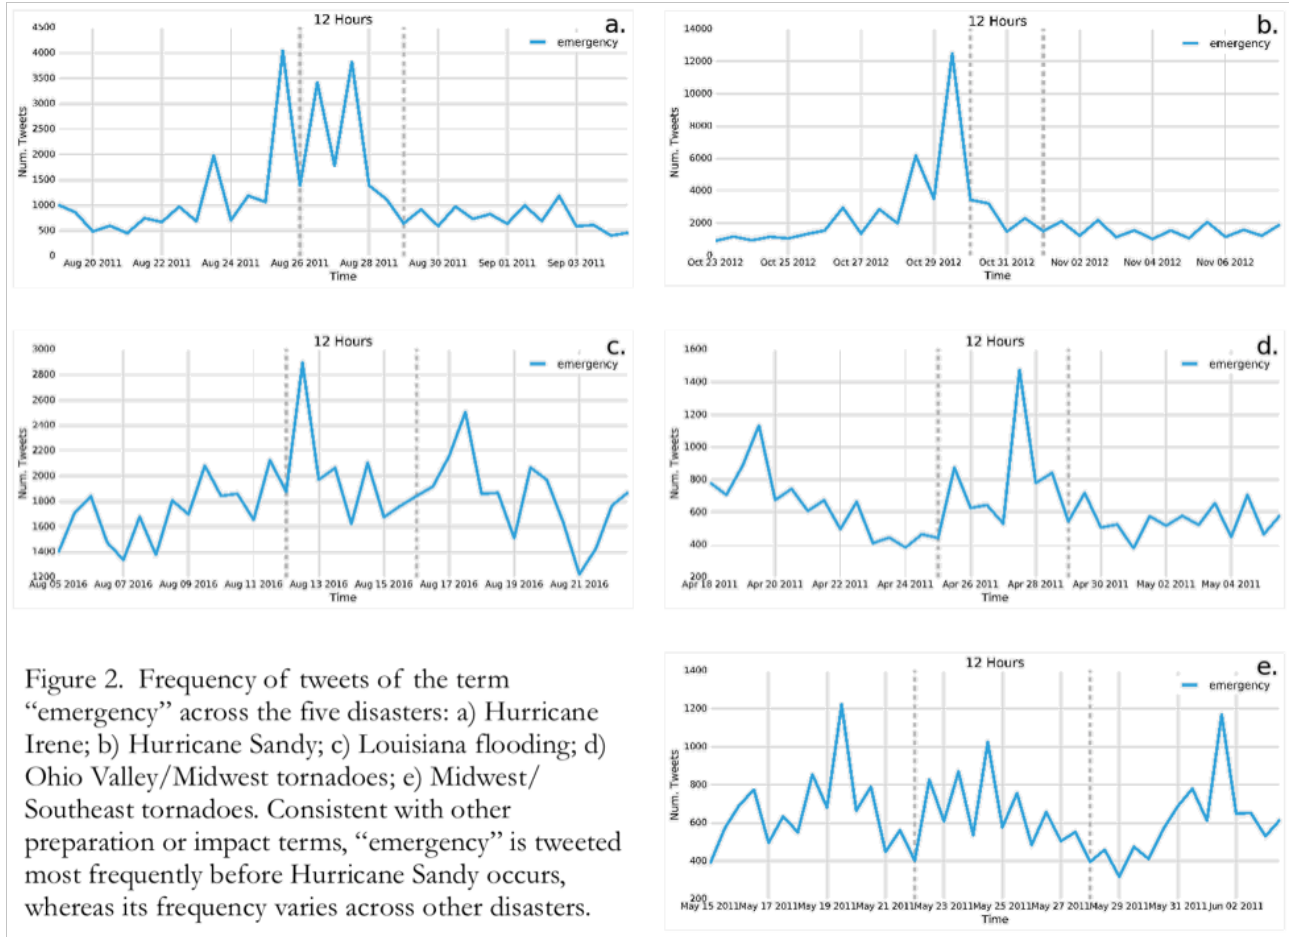 12 Hours
a.
emergency
4500
4000
3500
3000
2500
2000
1500
1000
500
0
Num. Tweets
Aug 20 2011 Aug 22 2011 Aug 24 2011 Aug 26 2011 Aug 28 2011 Aug 30 2011 Sep 01 2011 Sep 03 2011
Time
12 Hours
b.
emergency
14000
12000
10000
8000
6000
4000
2000
0
Num. Tweets
Oct 23 2012 Oct 25 2012 Oct 27 2012 Oct 29 2012 Oct 31 2012 Nov 02 2012 Nov 04 2012 Nov 06 2012
Time
12 Hours
c.
emergency
3000
2800
2600
2400
2200
2000
1800
1600
1400
1200
Num. Tweets
Aug 05 2016 Aug 07 2016 Aug 09 2016 Aug 11 2016 Aug 13 2016 Aug 15 2016 Aug 17 2016 Aug 19 2016 Aug 21 2016
Time
12 Hours
d.
emergency
1600
1400
1200
1000
800
600
400
200
Num. Tweets
Apr 18 2011 Apr 20 2011 Apr 22 2011 Apr 24 2011 Apr 26 2011 Apr 28 2011 Apr 30 2011 May 02 2011 May 04 2011
Time
Figure 2. Frequency of tweets of the term
“emergency” across the five disasters: a) Hurricane
Irene; b) Hurricane Sandy; c) Louisiana flooding; d)
Ohio Valley/Midwest tornadoes; e) Midwest/
Southeast tornadoes. Consistent with other
preparation or impact terms, “emergency” is tweeted
most frequently before Hurricane Sandy occurs,
whereas its frequency varies across other disasters.
12 Hours
e.
emergency
1400
1200
1000
800
600
400
200
Num. Tweets
May 15 2011 May 17 2011 May 19 2011 May 21 2011 May 23 2011 May 25 2011 May 27 2011 May 29 2011 May 31 2011 Jun 02 2011
Time